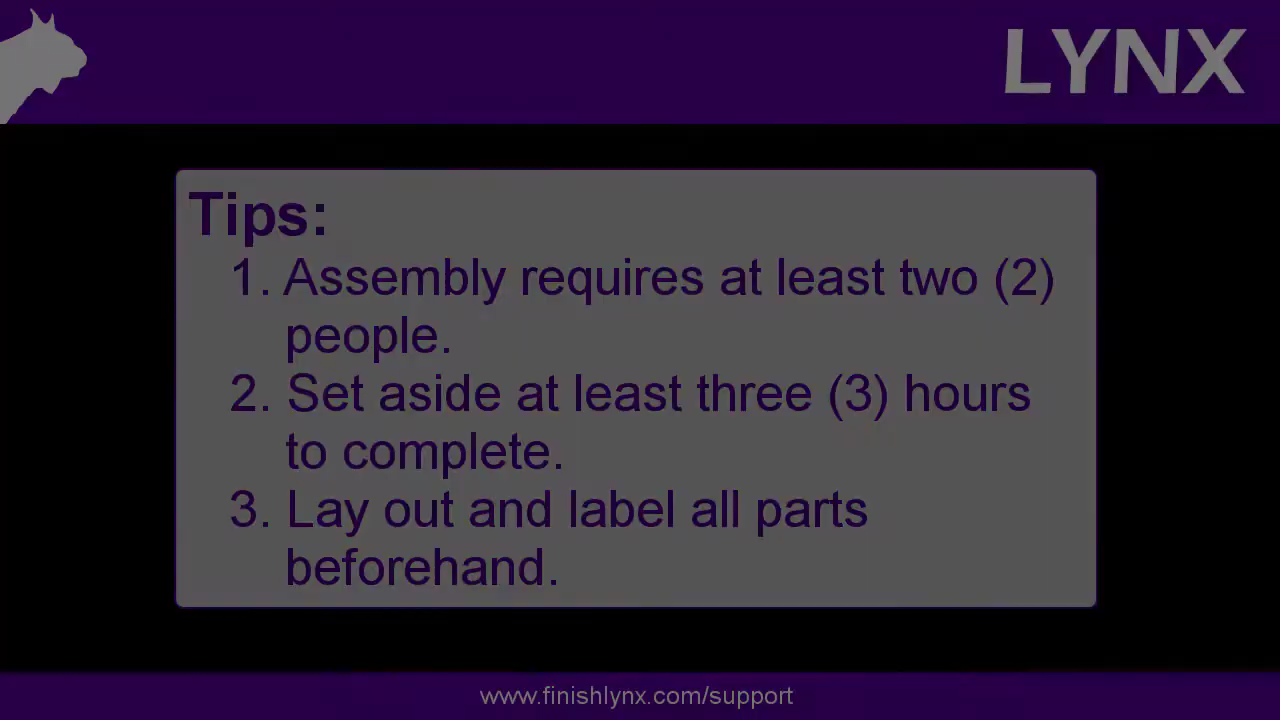 LYNX
Tips:
1. Assembly requires at least two (2)
people.
2. Set aside at least three (3) hours
to complete.
3. Lay out and label all parts
beforehand.
www.finishlynx.com/support